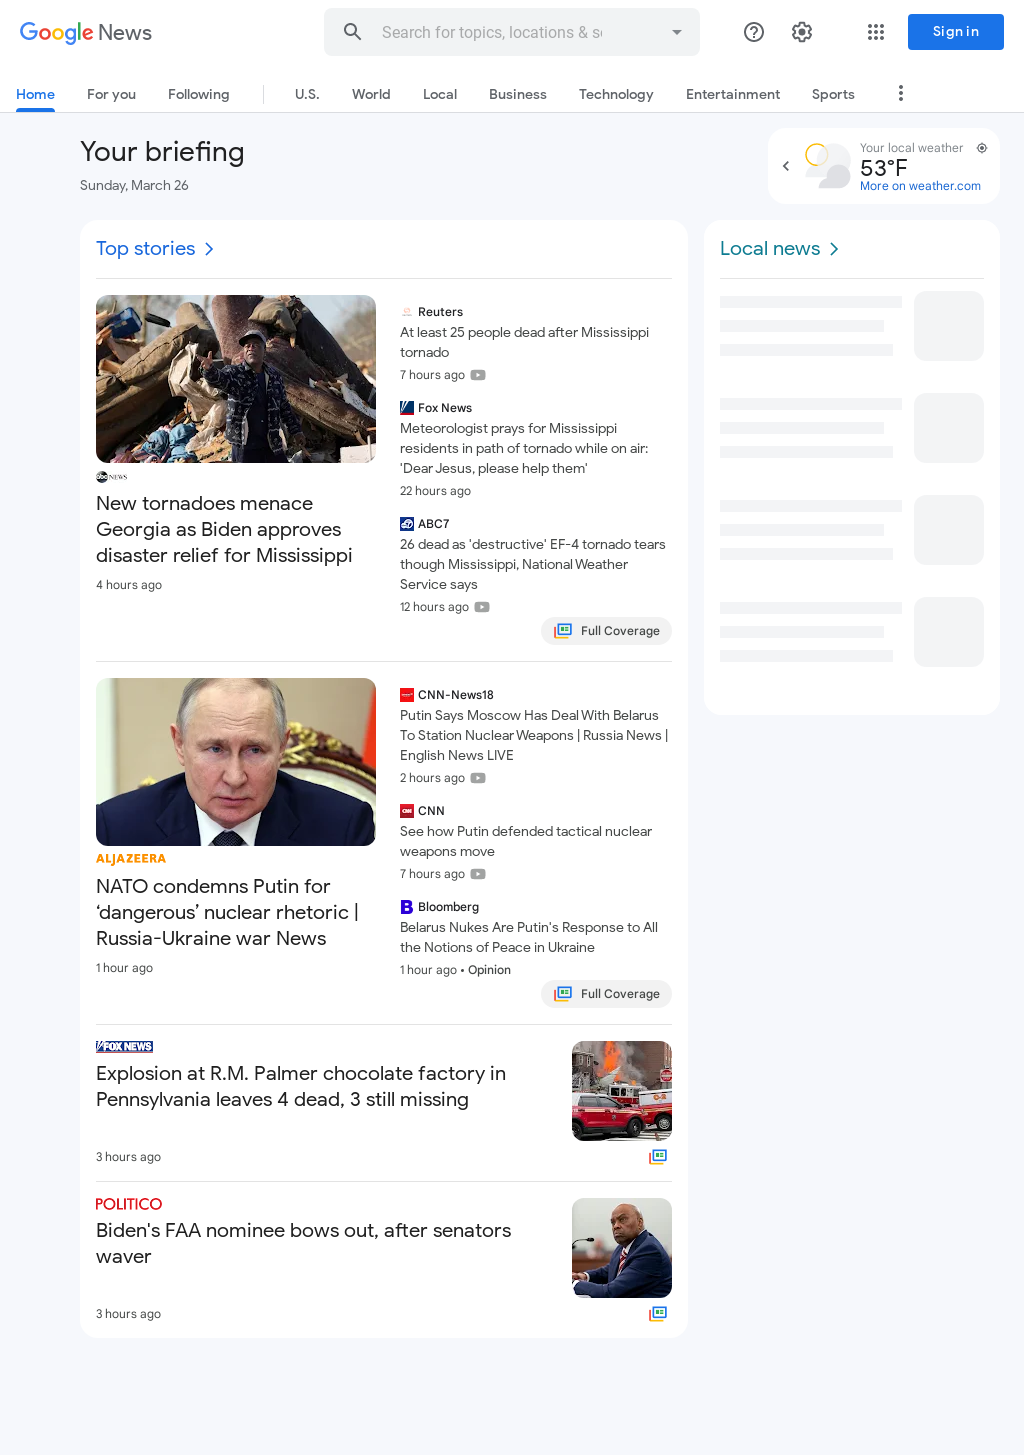 Google News
Search for topics, locations & s
Sign in
Home
For you
Following
U.S.
World
Local
Business
Technology
Entertainment
Sports
Your briefing
Sunday, March 26
Your local weather
53°F
More on weather.com
Top stories
abc NEWS
New tornadoes menace
Georgia as Biden approves
disaster relief for Mississippi
4 hours ago
Reuters
At least 25 people dead after Mississippi
tornado
7 hours ago
Fox News
Meteorologist prays for Mississippi
residents in path of tornado while on air:
'Dear Jesus, please help them'
22 hours ago
ABC7
26 dead as 'destructive' EF-4 tornado tears
though Mississippi, National Weather
Service says
12 hours ago
Full Coverage
ALJAZEERA
NATO condemns Putin for
‘dangerous’ nuclear rhetoric |
Russia-Ukraine war News
1 hour ago
CNN-News18
Putin Says Moscow Has Deal With Belarus
To Station Nuclear Weapons | Russia News |
English News LIVE
2 hours ago
CNN
See how Putin defended tactical nuclear
weapons move
7 hours ago
Bloomberg
Belarus Nukes Are Putin's Response to All
the Notions of Peace in Ukraine
1 hour ago • Opinion
Full Coverage
FOX NEWS
Explosion at R.M. Palmer chocolate factory in
Pennsylvania leaves 4 dead, 3 still missing
3 hours ago
POLITICO
Biden's FAA nominee bows out, after senators
waver
3 hours ago
Local news